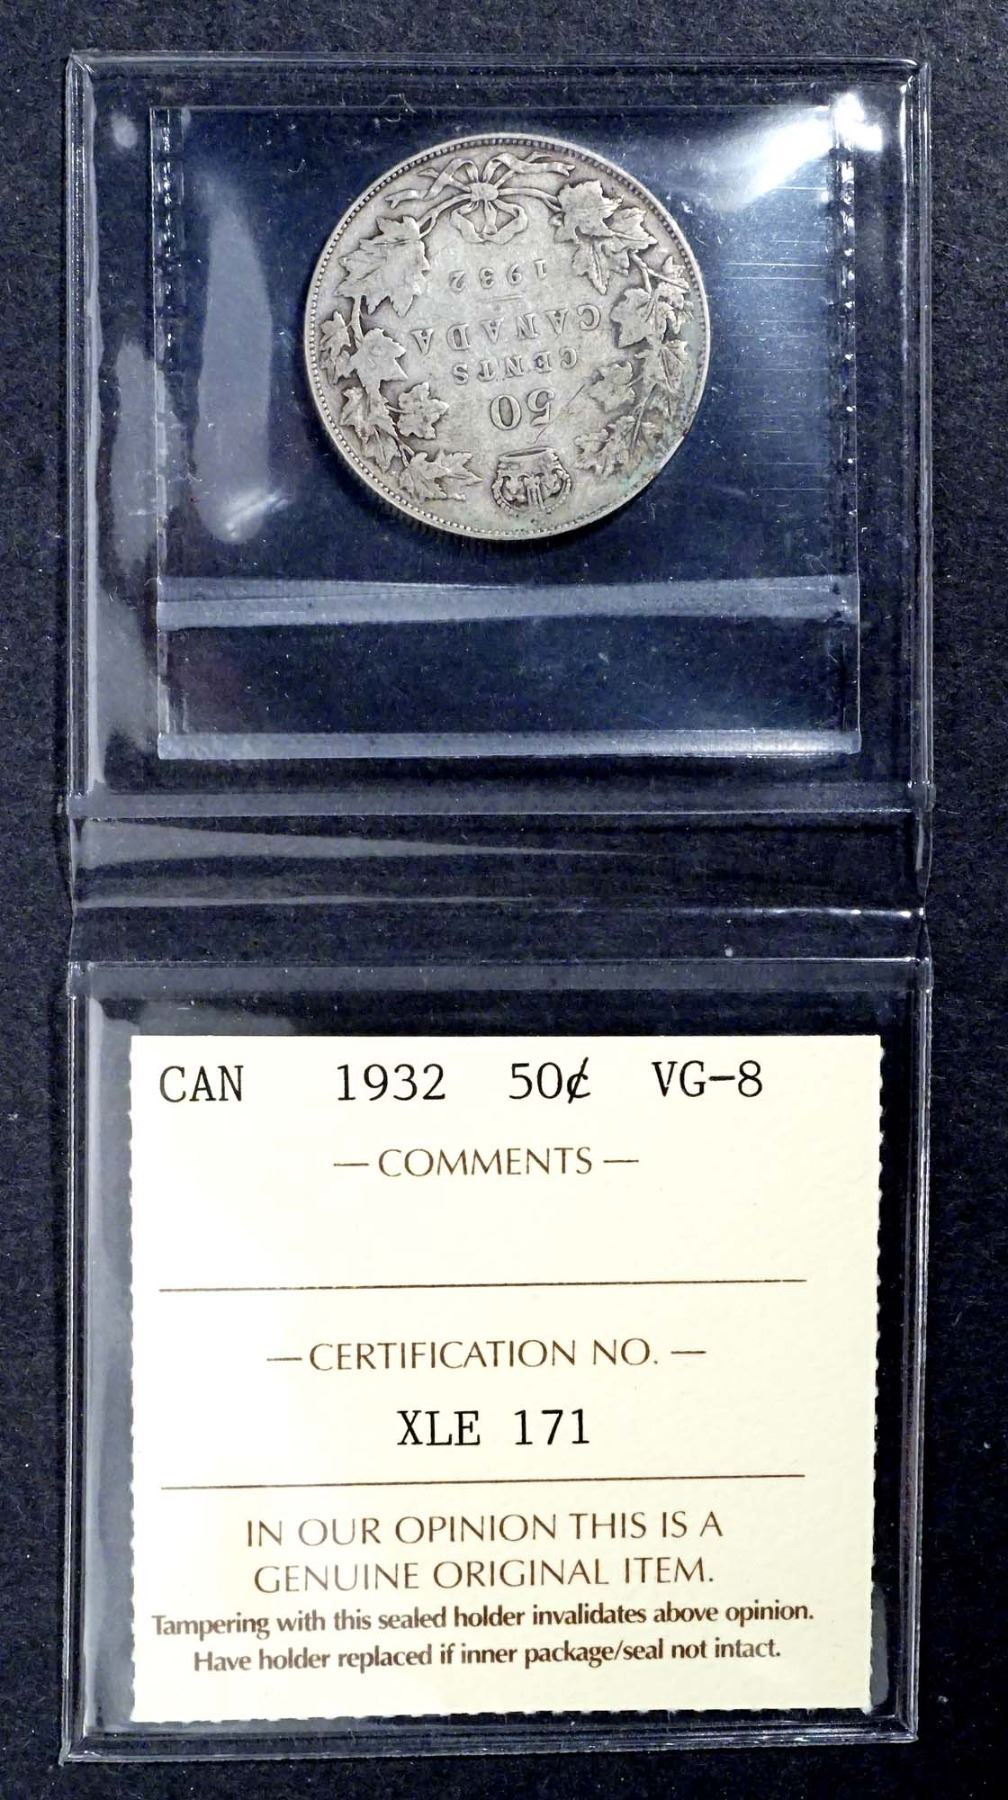 50
CENTS
CANADA
1932
CAN 1932 50¢ VG-8
— COMMENTS —
— CERTIFICATION NO. —
XLE 171
IN OUR OPINION THIS IS A
GENUINE ORIGINAL ITEM.
Tampering with this sealed holder invalidates above opinion.
Have holder replaced if inner package/seal not intact.